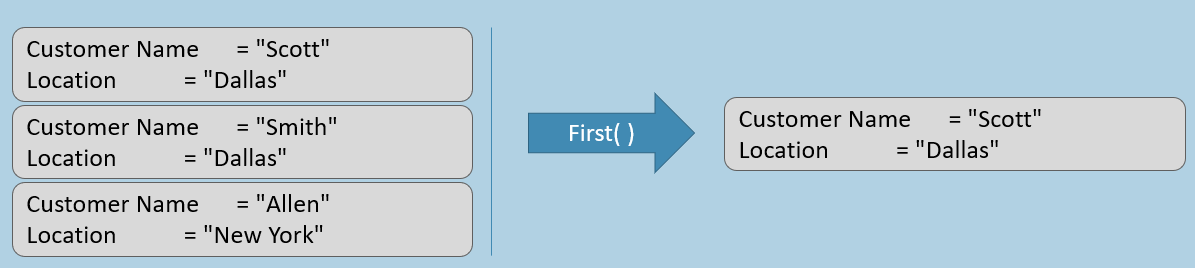 Customer Name = "Scott"
Location = "Dallas"
Customer Name = "Smith"
Location = "Dallas"
Customer Name = "Allen"
Location = "New York"
First( )
Customer Name = "Scott"
Location = "Dallas"